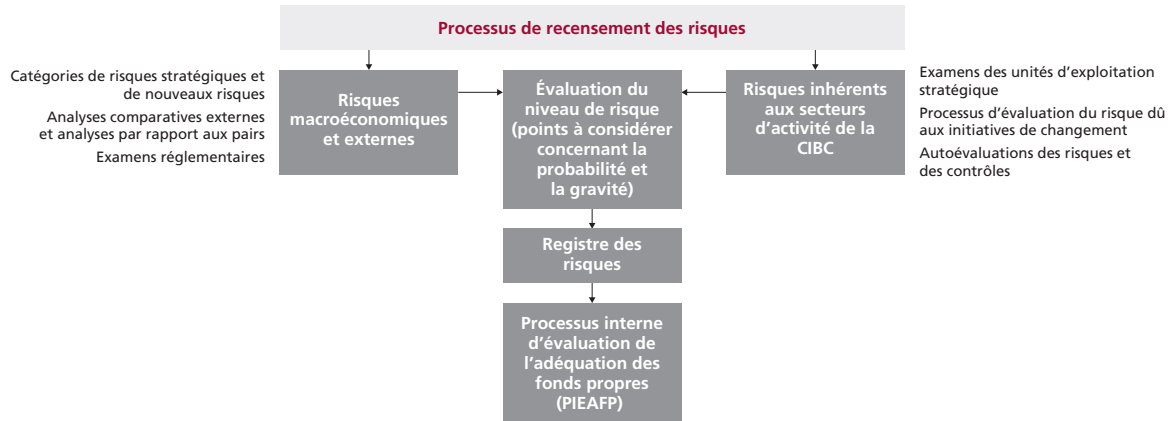 Processus de recensement des risques
Catégories de risques stratégiques et
de nouveaux risques
Analyses comparatives externes
et analyses par rapport aux pairs
Examens réglementaires
Risques
macroéconomiques
et externes
Évaluation du
niveau de risque
(points à considérer
concernant la
probabilité et
la gravité)
Risques inhérents
aux secteurs
d’activité de la
CIBC
Examens des unités d’exploitation
stratégique
Processus d’évaluation du risque dû
aux initiatives de changement
Autoévaluations des risques et
des contrôles
Registre des
risques
Processus interne
d’évaluation de
l’adéquation des
fonds propres
(PIEAFP)